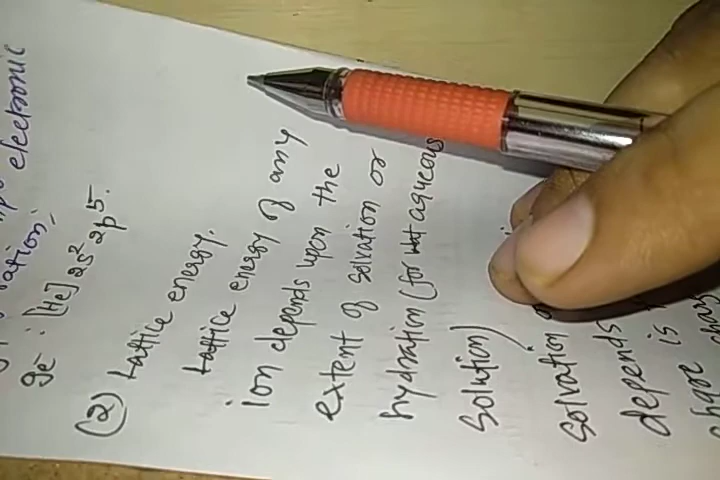 electronic
9e⁻ : [He] 2s² 2p5.
(2) Lattice energy.
Lattice energy of any
ion depends upon the
extent of solvation or
hydration (for aqueous
Solution)
Solvation
depends is